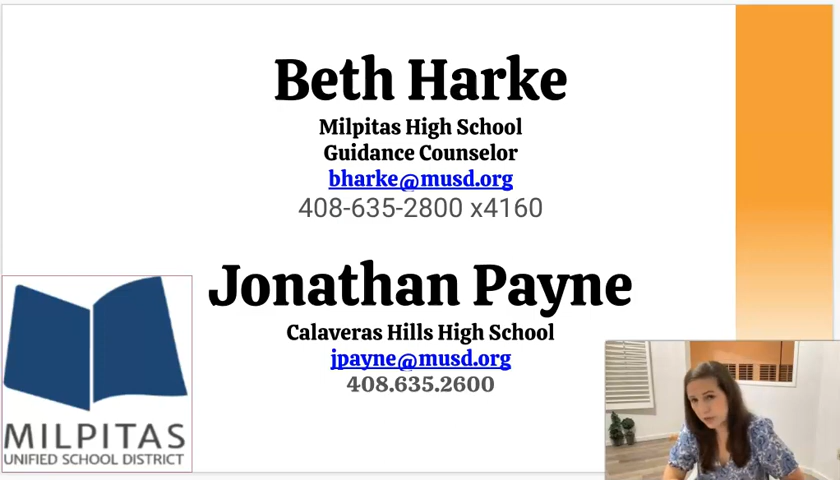 Beth Harke
Milpitas High School
Guidance Counselor
bharke@musd.org
408-635-2800 x4160
Jonathan Payne
Calaveras Hills High School
jpayne@musd.org
408.635.2600
MILPITAS
UNIFIED SCHOOL DISTRICT